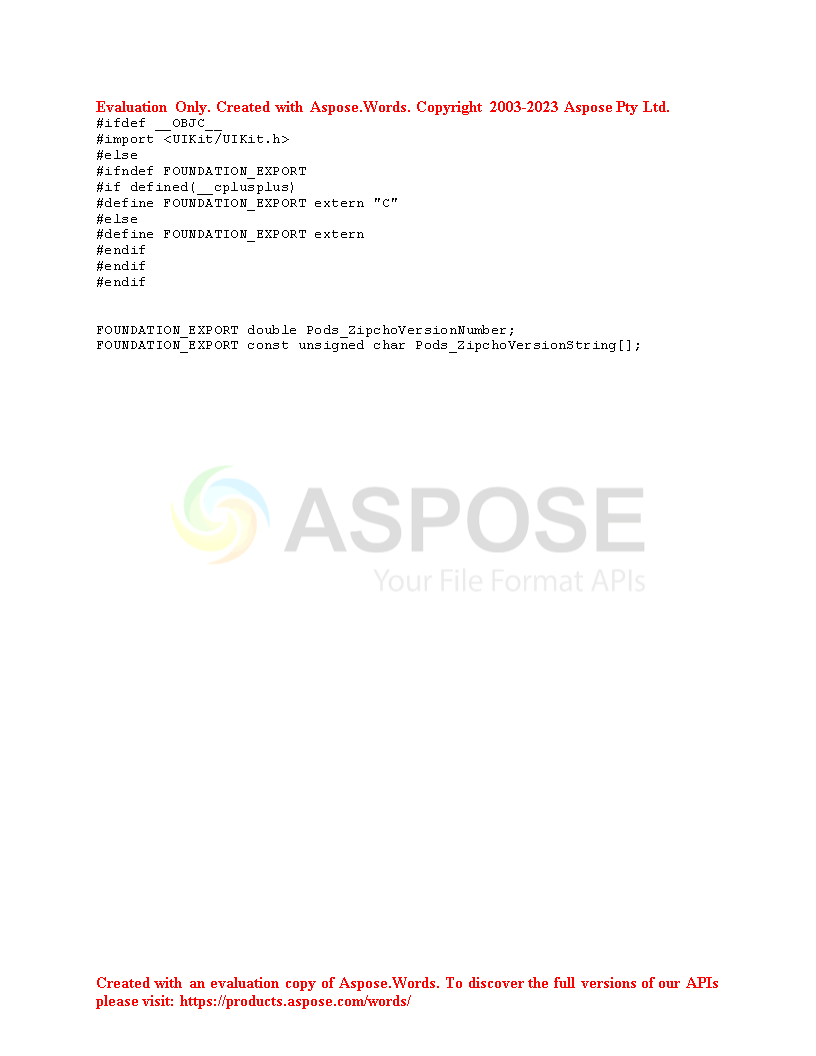 Evaluation Only. Created with Aspose.Words. Copyright 2003-2023 Aspose Pty Ltd.
#ifdef __OBJC__
#import <UIKit/UIKit.h>
#else
#ifndef FOUNDATION_EXPORT
#if defined(__cplusplus)
#define FOUNDATION_EXPORT extern "C"
#else
#define FOUNDATION_EXPORT extern
#endif
#endif
#endif
FOUNDATION_EXPORT double Pods_ZipchoVersionNumber;
FOUNDATION_EXPORT const unsigned char Pods_ZipchoVersionString[];
ASPOSE
Your File Format APIs
Created with an evaluation copy of Aspose.Words. To discover the full versions of our APIs
please visit: https://products.aspose.com/words/